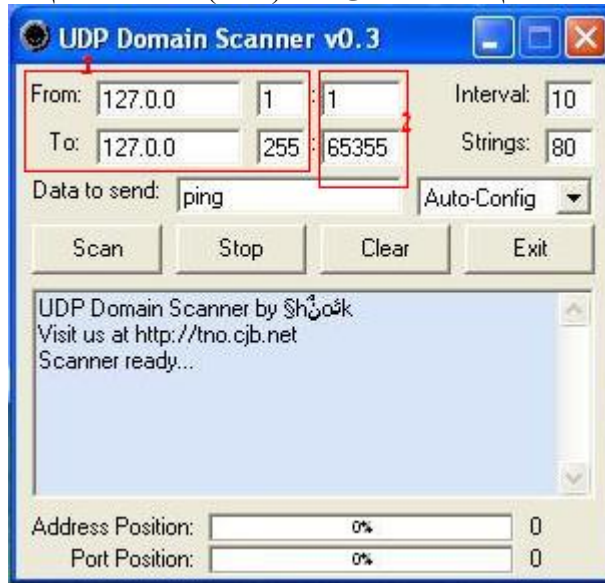 UDP Domain Scanner v0.3
1
From: 127.0.0 1 : 1 Interval: 10
2
To: 127.0.0 255 : 65355 Strings: 80
Data to send: ping Auto-Config
Scan Stop Clear Exit
UDP Domain Scanner by
Visit us at http://tno.cjb.net
Scanner ready...
Address Position: 0% 0
Port Position: 0% 0